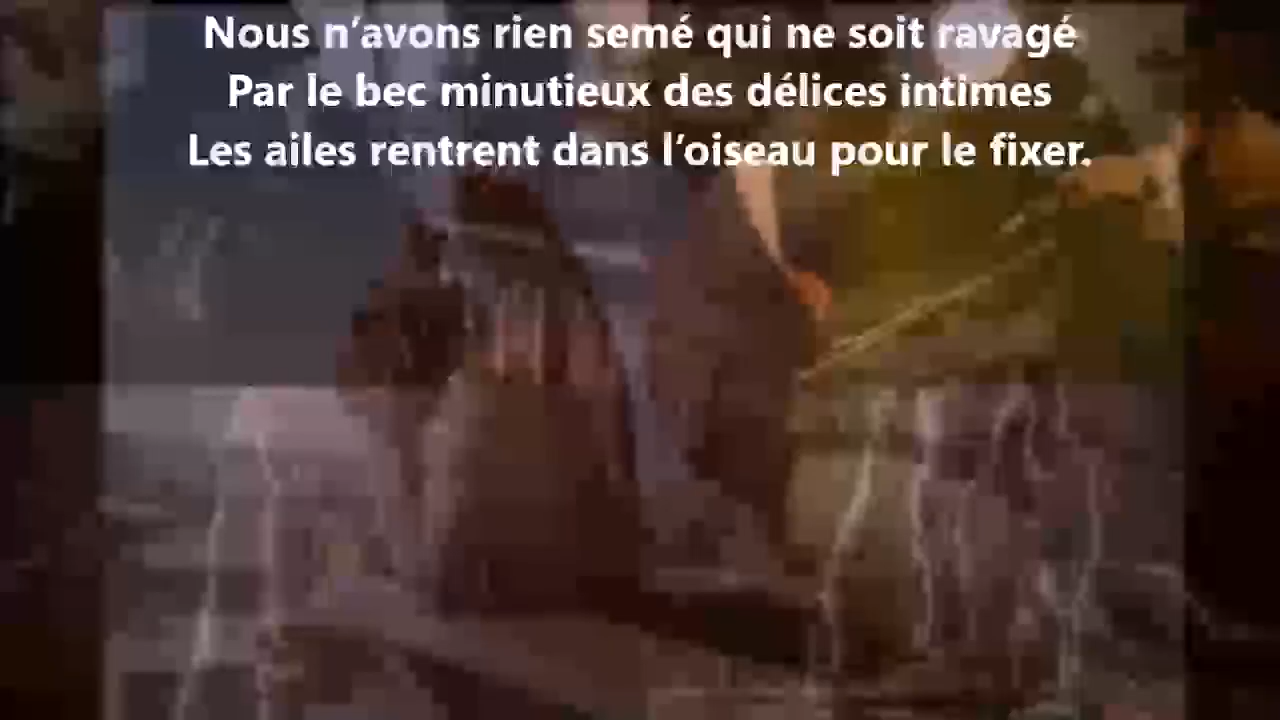 Nous n’avons rien semé qui ne soit ravagé
Par le bec minutieux des délices intimes
Les ailes rentrent dans l’oiseau pour le fixer.